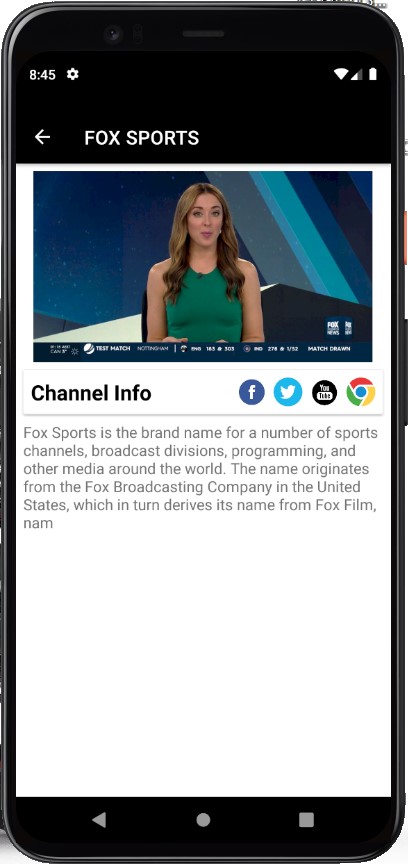 8:45
FOX SPORTS
FOX SPORTS NEWS
TEST MATCH NOTTINGHAM ENG 183 & 303 IND 278 & 1/52 MATCH DRAWN
Channel Info
You
Tube
Fox Sports is the brand name for a number of sports
channels, broadcast divisions, programming, and
other media around the world. The name originates
from the Fox Broadcasting Company in the United
States, which in turn derives its name from Fox Film,
nam